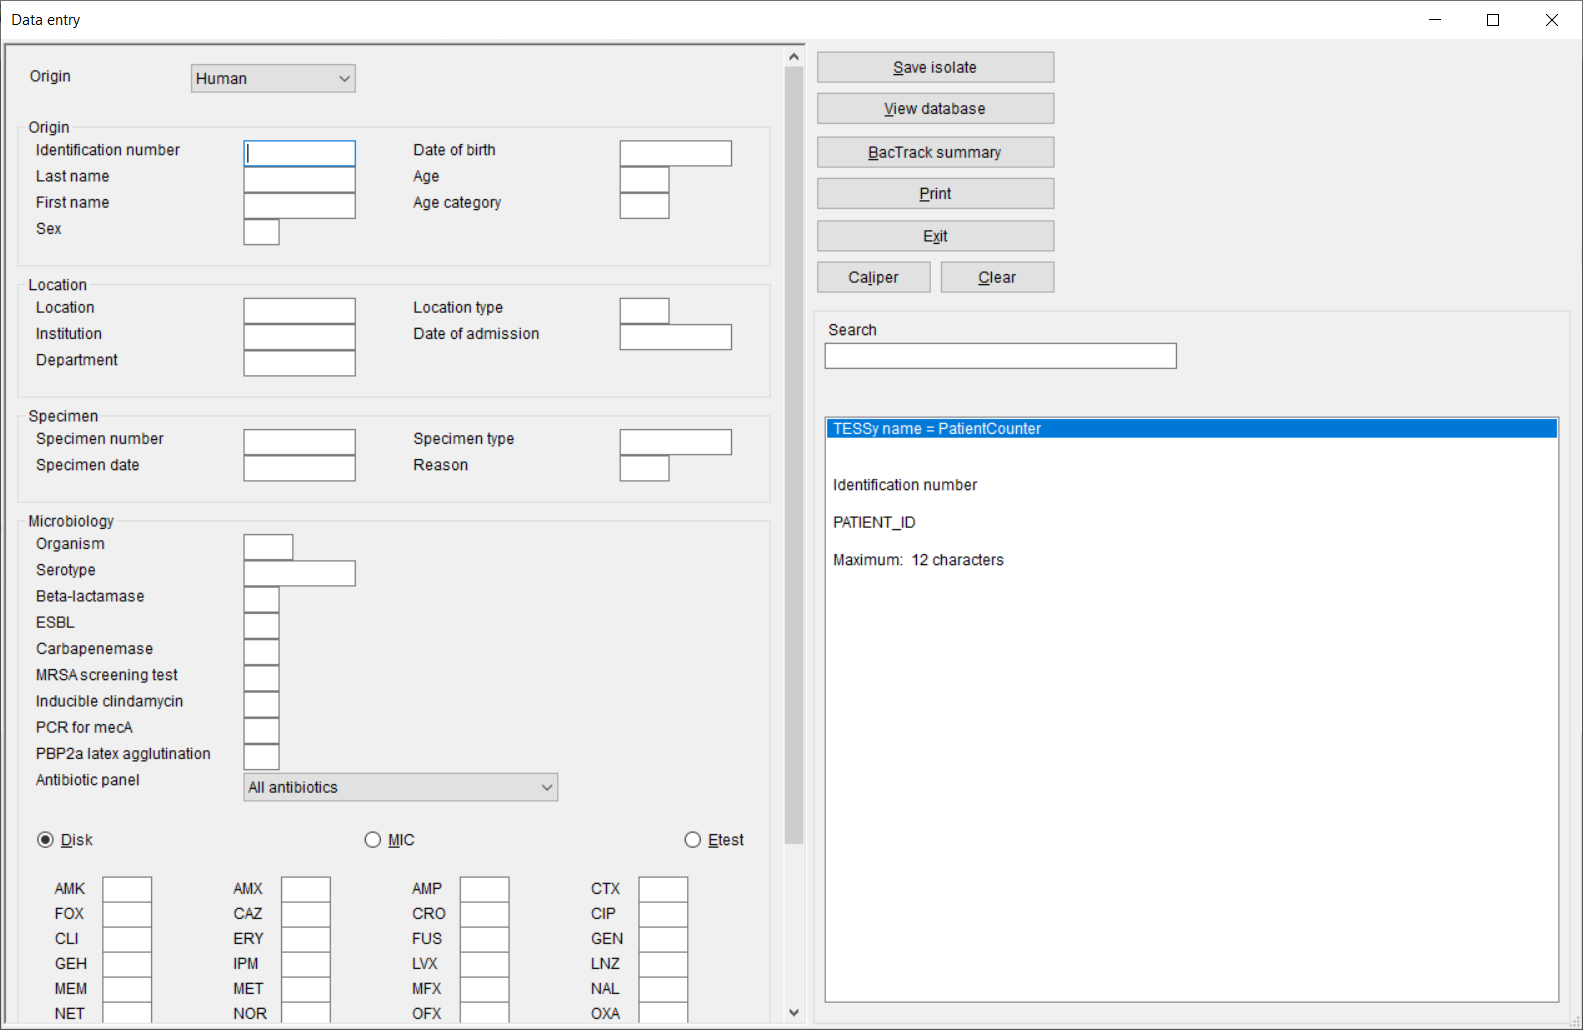 Data entry
Origin Human
Origin
Identification number Date of birth
Last name Age
First name Age category
Sex
Location
Location Location type
Institution Date of admission
Department
Specimen
Specimen number Specimen type
Specimen date Reason
Microbiology
Organism
Serotype
Beta-lactamase
ESBL
Carbapenemase
MRSA screening test
Inducible clindamycin
PCR for mecA
PBP2a latex agglutination
Antibiotic panel All antibiotics
Disk MIC Etest
AMK AMX AMP CTX
FOX CAZ CRO CIP
CLI ERY FUS GEN
GEH IPM LVX LNZ
MEM MET MFX NAL
NET NOR OFX OXA
Save isolate
View database
BacTrack summary
Print
Exit
Caliper Clear
Search
TESSy name = PatientCounter
Identification number
PATIENT_ID
Maximum: 12 characters